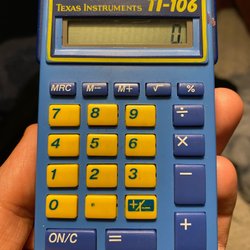 TEXAS INSTRUMENTS TI-106
0
MRC M− M+ √ %
7 8 9 ÷
4 5 6 ×
1 2 3 −
0 . +/− +
ON/C =